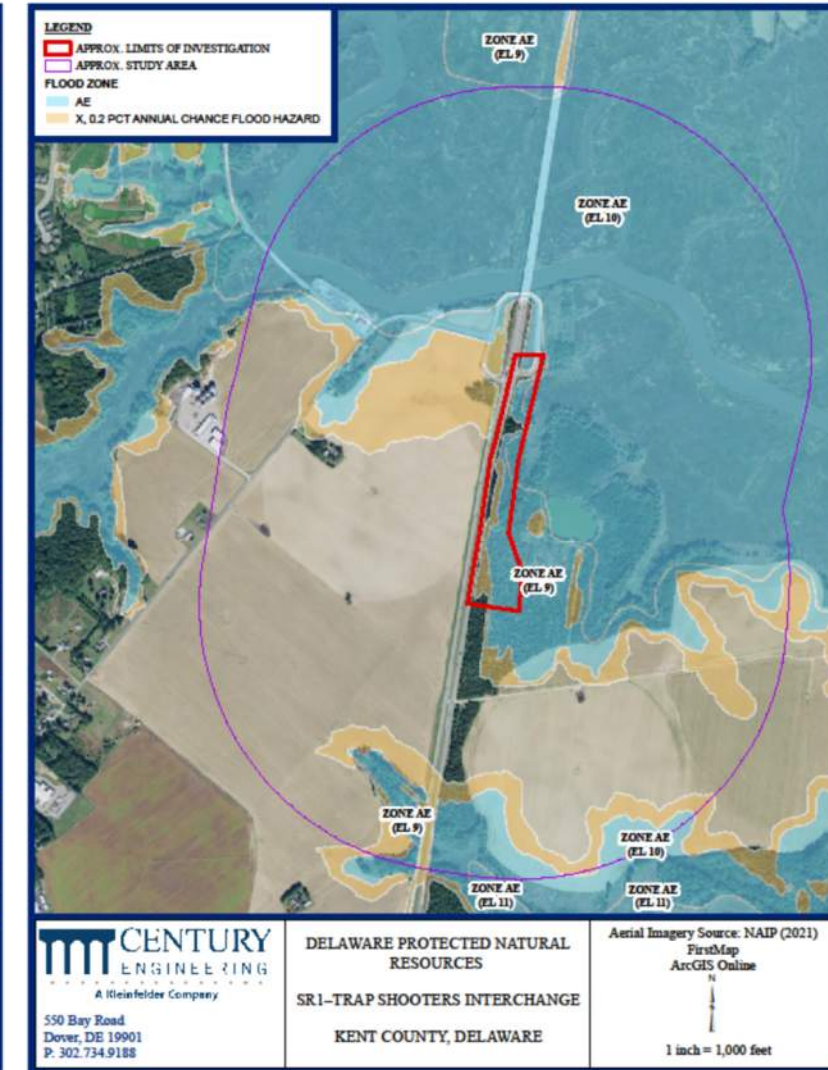 LEGEND
APPROX. LIMITS OF INVESTIGATION
APPROX. STUDY AREA
FLOOD ZONE
AE
X, 0.2 PCT ANNUAL CHANCE FLOOD HAZARD
ZONE AE
(EL 9)
ZONE AE
(EL 10)
ZONE AE
(EL 9)
ZONE AE
(EL 9)
ZONE AE
(EL 10)
ZONE AE
(EL 11)
ZONE AE
(EL 11)
CENTURY
ENGINEERING
A Kleinfelder Company
550 Bay Road
Dover, DE 19901
P: 302.734.9188
DELAWARE PROTECTED NATURAL
RESOURCES
SR1–TRAP SHOOTERS INTERCHANGE
KENT COUNTY, DELAWARE
Aerial Imagery Source: NAIP (2021)
FirstMap
ArcGIS Online
N
1 inch = 1,000 feet